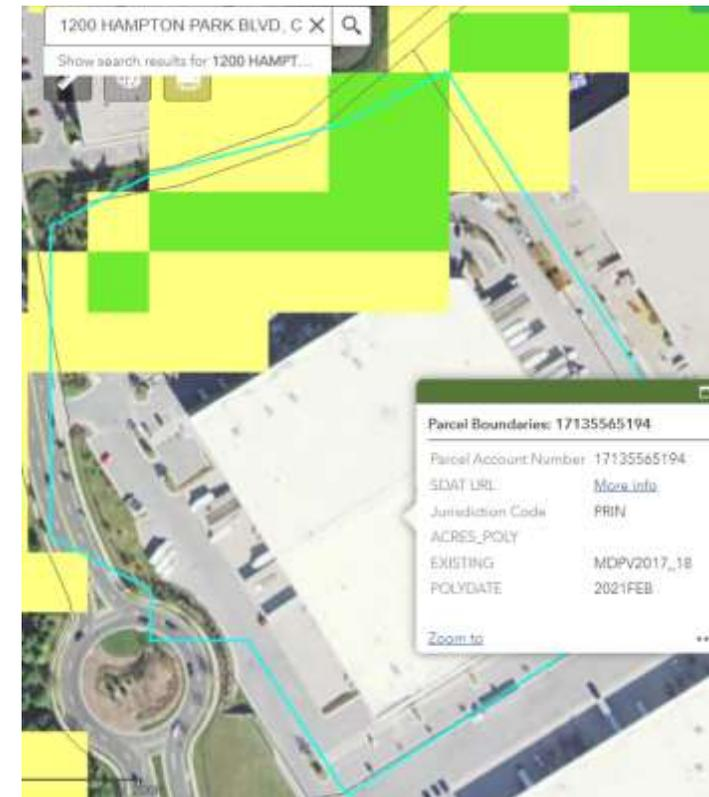 1200 HAMPTON PARK BLVD, C
Show search results for 1200 HAMPT...
Parcel Boundaries: 17135565194
Parcel Account Number 17135565194
SDAT URL More info
Jurisdiction Code PRIN
ACRES_POLY
EXISTING MDPV2017_18
POLYDATE 2021FEB
Zoom to